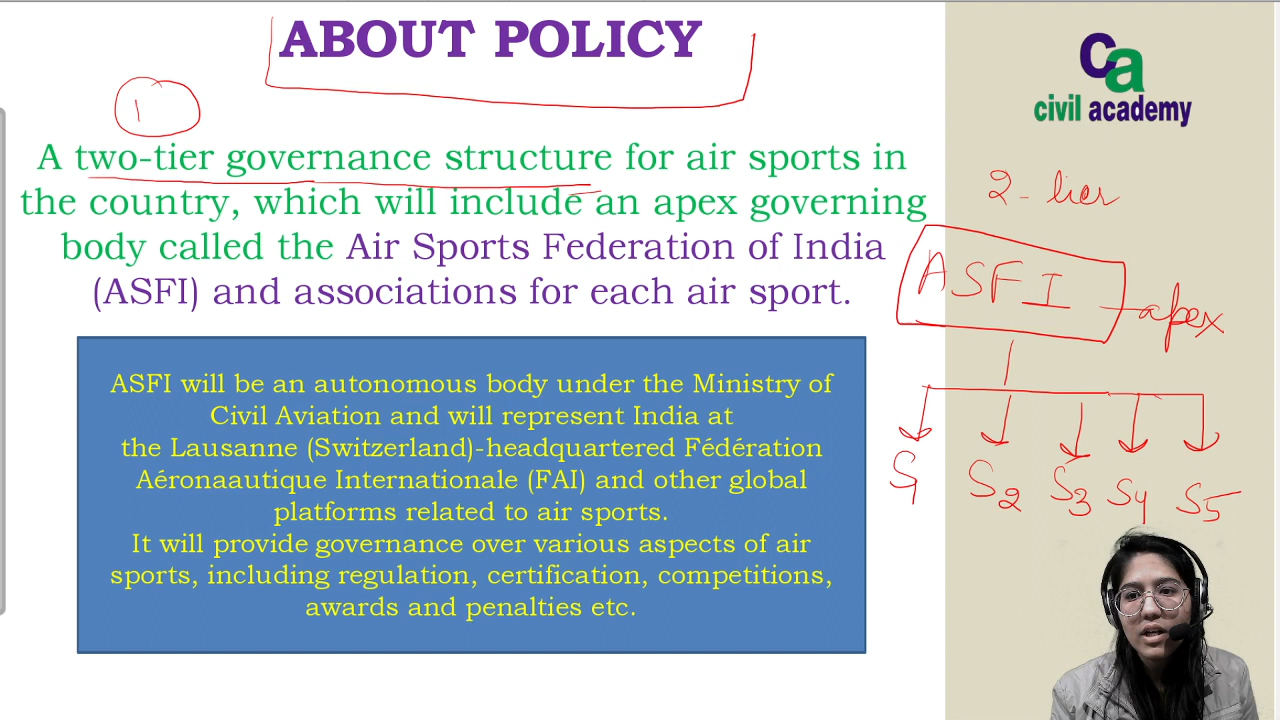 ABOUT POLICY
1
A two-tier governance structure for air sports in
the country, which will include an apex governing
body called the Air Sports Federation of India
(ASFI) and associations for each air sport.
ASFI will be an autonomous body under the Ministry of
Civil Aviation and will represent India at
the Lausanne (Switzerland)-headquartered Fédération
Aéronaautique Internationale (FAI) and other global
platforms related to air sports.
It will provide governance over various aspects of air
sports, including regulation, certification, competitions,
awards and penalties etc.
ca
civil academy
2-tier
ASFI - apex
S1 S2 S3 S4 S5